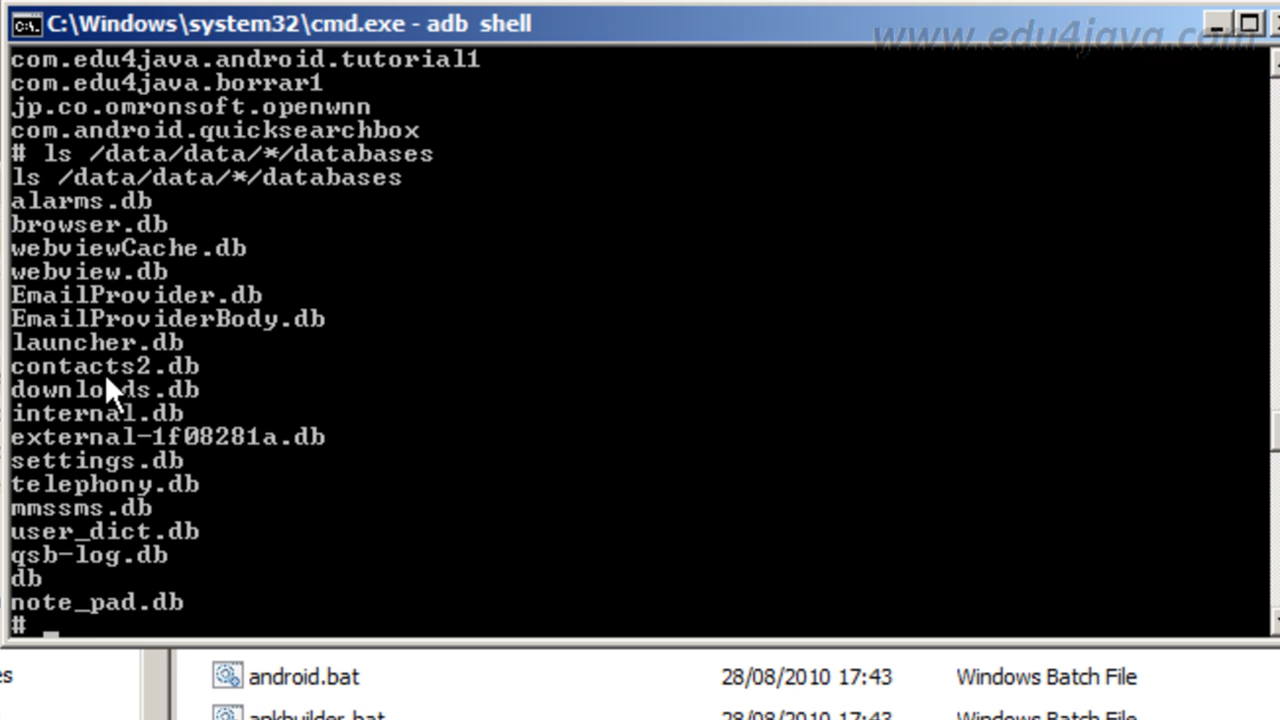 C:\Windows\system32\cmd.exe - adb shell
www.edu4java.com
com.edu4java.android.tutorial1
com.edu4java.borrar1
jp.co.omronsoft.openwnn
com.android.quicksearchbox
# ls /data/data/*/databases
ls /data/data/*/databases
alarms.db
browser.db
webviewCache.db
webview.db
EmailProvider.db
EmailProviderBody.db
launcher.db
contacts2.db
downloads.db
internal.db
external-1f08281a.db
settings.db
telephony.db
mmssms.db
user_dict.db
qsb-log.db
db
note_pad.db
#
android.bat 28/08/2010 17:43 Windows Batch File
apkbuilder.bat 28/08/2010 17:43 Windows Batch File